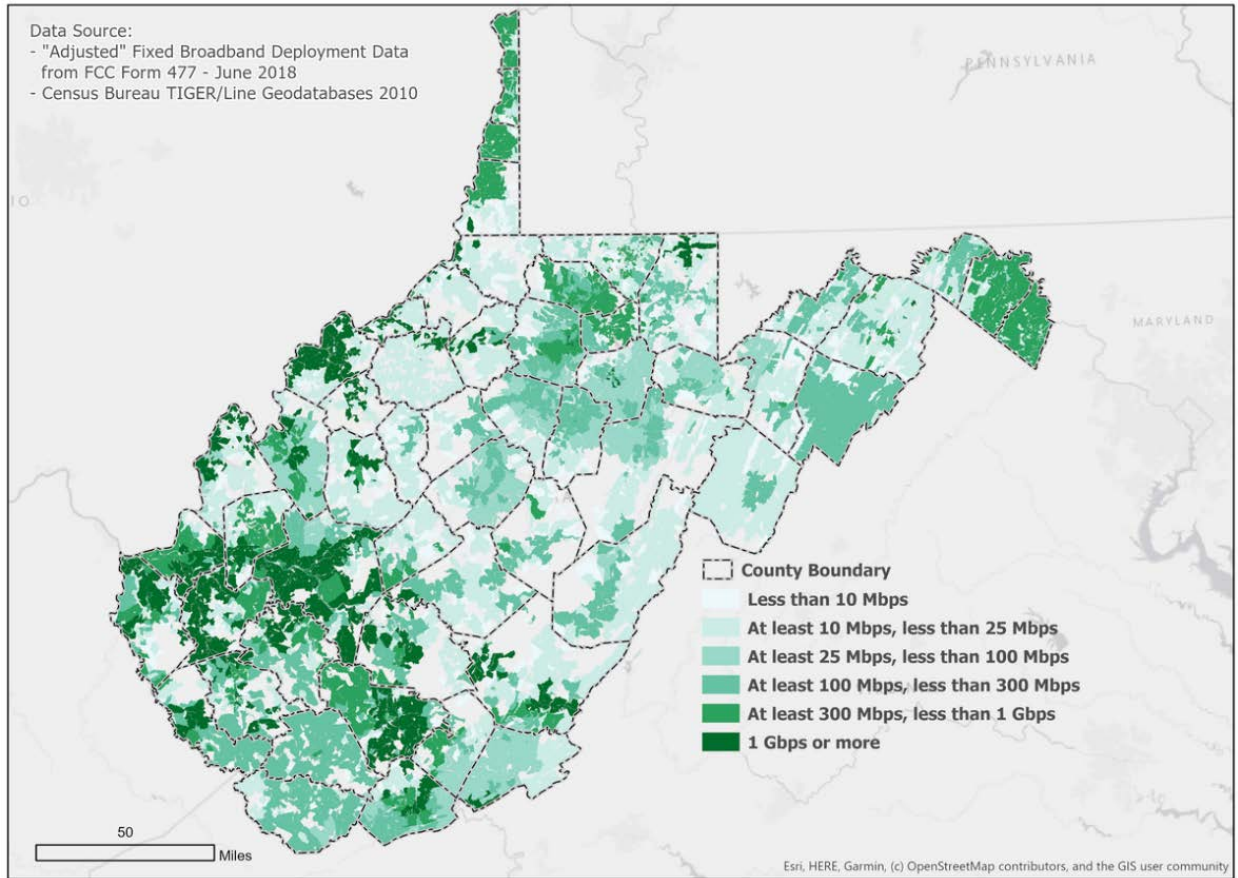 Data Source:
- "Adjusted" Fixed Broadband Deployment Data
from FCC Form 477 - June 2018
- Census Bureau TIGER/Line Geodatabases 2010
PENNSYLVANIA
IO
MARYLAND
County Boundary
Less than 10 Mbps
At least 10 Mbps, less than 25 Mbps
At least 25 Mbps, less than 100 Mbps
At least 100 Mbps, less than 300 Mbps
At least 300 Mbps, less than 1 Gbps
1 Gbps or more
50
Miles
Esri, HERE, Garmin, (c) OpenStreetMap contributors, and the GIS user community